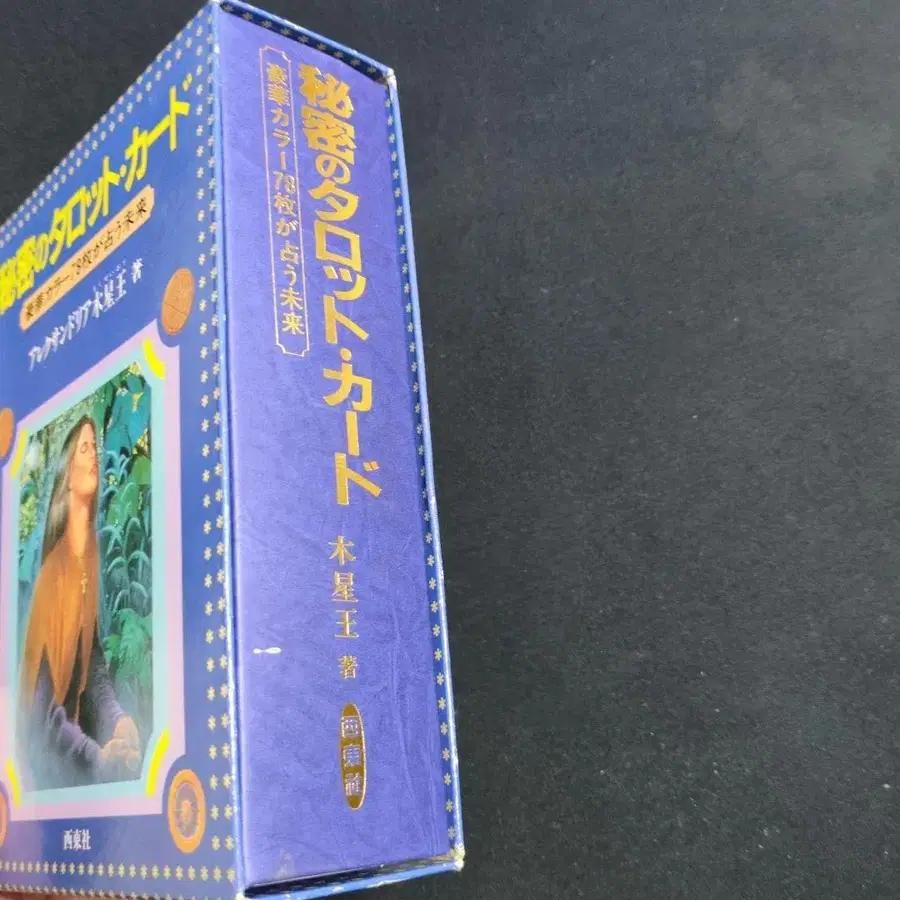 秘密のタロット・カード
豪華カラー78枚が占う未来
アレクサンドリア木星王 著
西東社
秘密のタロット・カード
豪華カラー78枚が占う未来
木星王 著
西東社